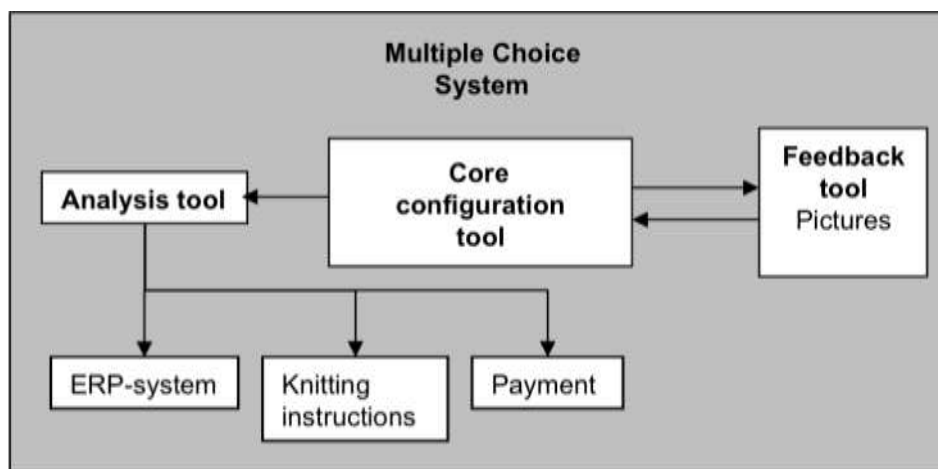 Multiple Choice
System
Analysis tool
Core
configuration
tool
Feedback
tool
Pictures
ERP-system
Knitting
instructions
Payment